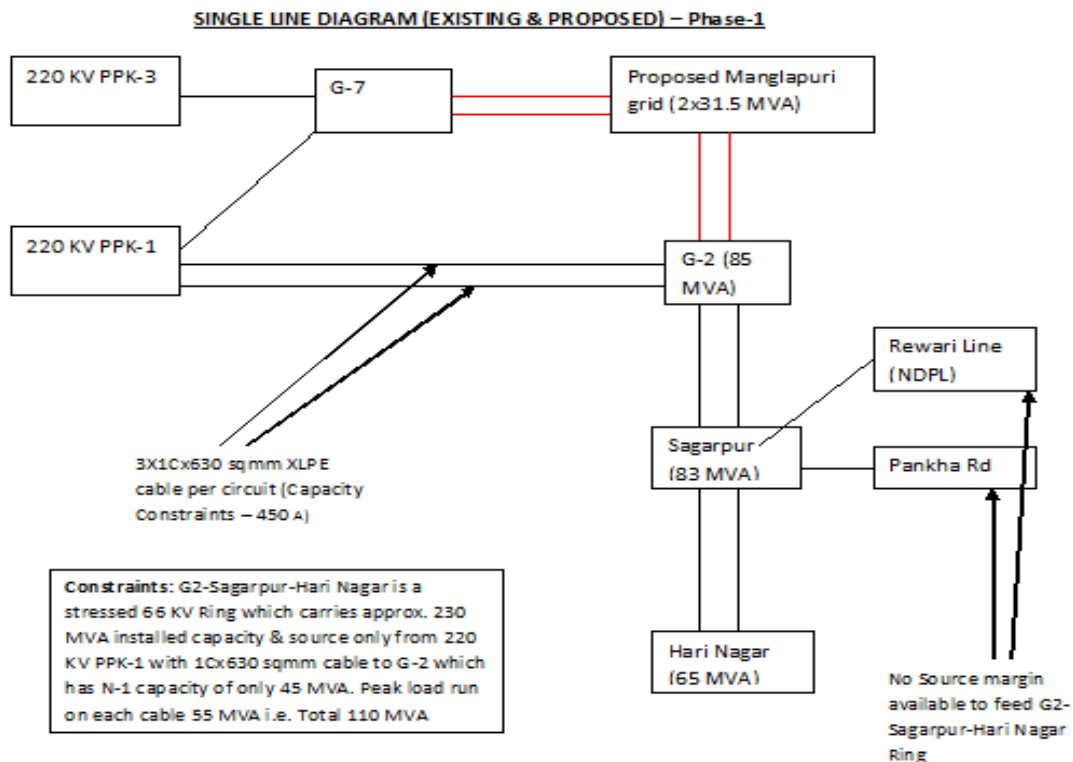 SINGLE LINE DIAGRAM (EXISTING & PROPOSED) – Phase-1
220 KV PPK-3
G-7
Proposed Manglapuri
grid (2x31.5 MVA)
220 KV PPK-1
G-2 (85
MVA)
Rewari Line
(NDPL)
Sagarpur
(83 MVA)
Pankha Rd
3X1Cx630 sqmm XLPE
cable per circuit (Capacity
Constraints – 450 A)
Constraints: G2-Sagarpur-Hari Nagar is a
stressed 66 KV Ring which carries approx. 230
MVA installed capacity & source only from 220
KV PPK-1 with 1Cx630 sqmm cable to G-2 which
has N-1 capacity of only 45 MVA. Peak load run
on each cable 55 MVA i.e. Total 110 MVA
Hari Nagar
(65 MVA)
No Source margin
available to feed G2-
Sagarpur-Hari Nagar
Ring